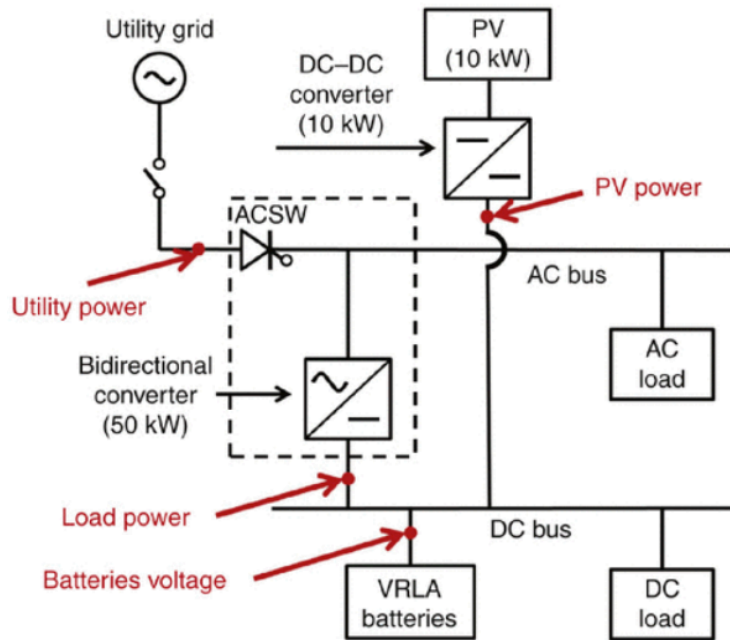 Utility grid
PV
(10 kW)
DC–DC
converter
(10 kW)
PV power
ACSW
AC bus
Utility power
AC
load
Bidirectional
converter
(50 kW)
Load power
DC bus
Batteries voltage
VRLA
batteries
DC
load